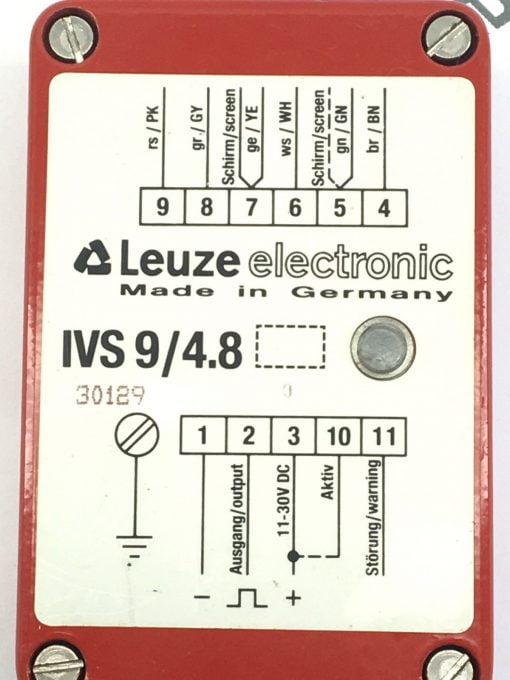 rs / PK
gr / GY
Schirm/screen
ge / YE
ws / WH
Schirm/screen
gn / GN
br / BN
9 8 7 6 5 4
Leuze electronic
Made in Germany
IVS 9/4.8
30129
1 2 3 10 11
Ausgang/output
11-30V DC
Aktiv
Störung/warning
− +